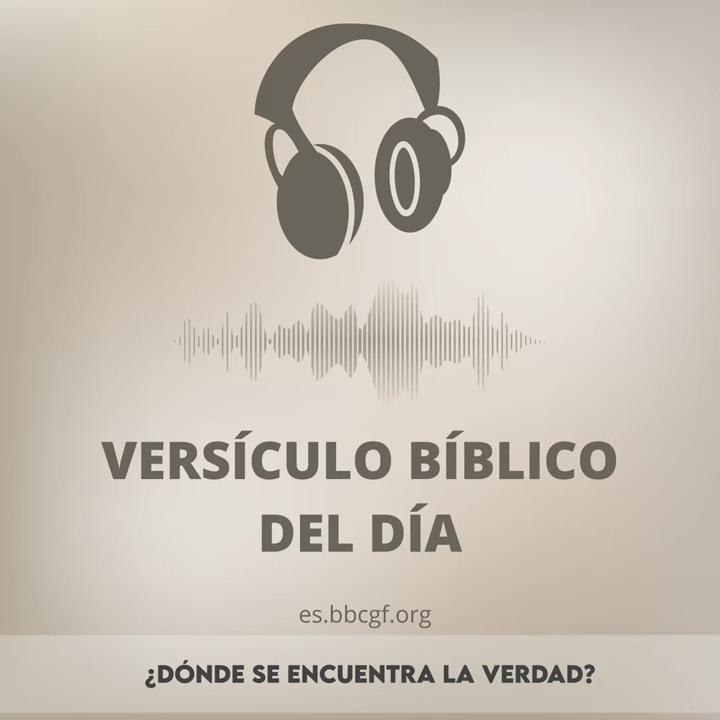 VERSÍCULO BÍBLICO
DEL DÍA
es.bbcgf.org
¿DÓNDE SE ENCUENTRA LA VERDAD?